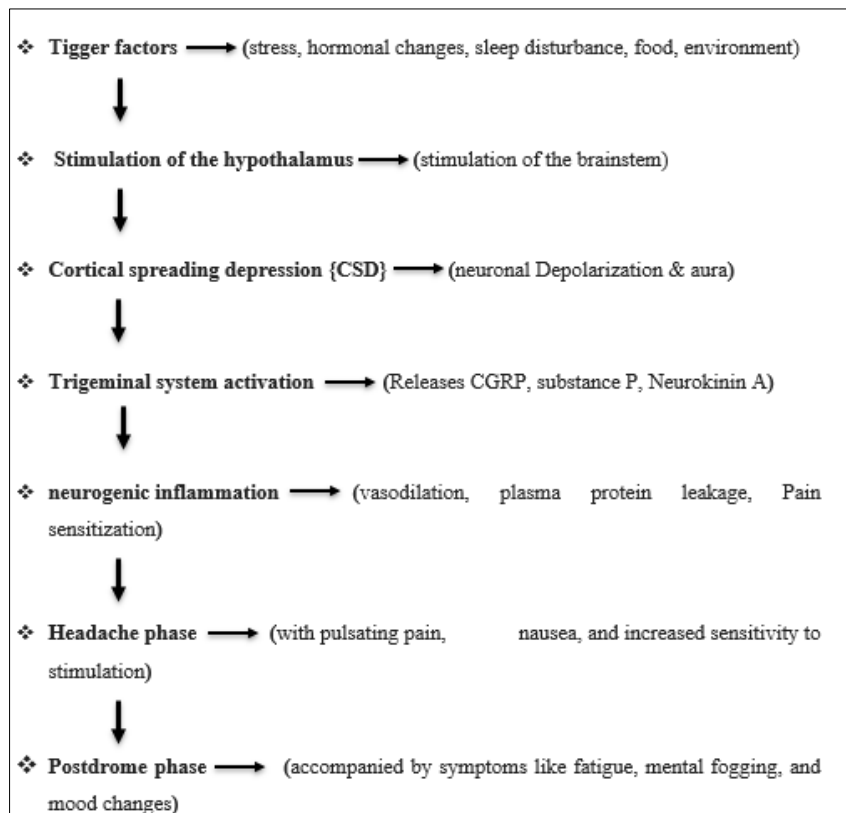 ❖ Tigger factors → (stress, hormonal changes, sleep disturbance, food, environment)
❖ Stimulation of the hypothalamus → (stimulation of the brainstem)
❖ Cortical spreading depression {CSD} → (neuronal Depolarization & aura)
❖ Trigeminal system activation → (Releases CGRP, substance P, Neurokinin A)
❖ neurogenic inflammation → (vasodilation, plasma protein leakage, Pain
sensitization)
❖ Headache phase → (with pulsating pain, nausea, and increased sensitivity to
stimulation)
❖ Postdrome phase → (accompanied by symptoms like fatigue, mental fogging, and
mood changes)